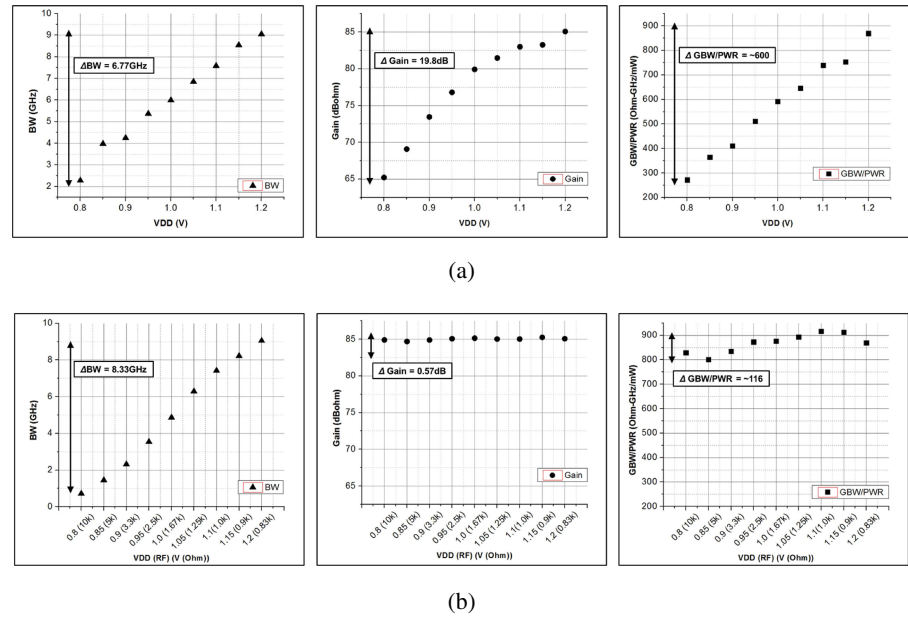 10
9
8
7
6
5
4
3
2
BW (GHz)
ΔBW = 6.77GHz
BW
0.8 0.9 1.0 1.1 1.2
VDD (V)
85
80
75
70
65
Gain (dBohm)
Δ Gain = 19.8dB
Gain
0.8 0.9 1.0 1.1 1.2
VDD (V)
900
800
700
600
500
400
300
200
GBW/PWR (Ohm-GHz/mW)
Δ GBW/PWR = ~600
GBW/PWR
0.8 0.9 1.0 1.1 1.2
VDD (V)
(a)
10
8
6
4
2
0
BW (GHz)
ΔBW = 8.33GHz
BW
0.8 (10k)
0.85 (5k)
0.9 (3.3k)
0.95 (2.5k)
1.0 (1.67k)
1.05 (1.25k)
1.1(1.0k)
1.15 (0.9k)
1.2 (0.83k)
VDD (RF) (V (Ohm))
85
80
75
70
65
Gain (dBohm)
Δ Gain = 0.57dB
Gain
0.8 (10k)
0.85 (5k)
0.9 (3.3k)
0.95 (2.5k)
1.0 (1.67k)
1.05 (1.25k)
1.1(1.0k)
1.15 (0.9k)
1.2 (0.83k)
VDD (RF) (V (Ohm))
900
800
700
600
500
400
300
200
GBW/PWR (Ohm-GHz/mW)
Δ GBW/PWR = ~116
GBW/PWR
0.8 (10k)
0.85 (5k)
0.9 (3.3k)
0.95 (2.5k)
1.0 (1.67k)
1.05 (1.25k)
1.1(1.0k)
1.15 (0.9k)
1.2 (0.83k)
VDD (RF) (V (Ohm))
(b)